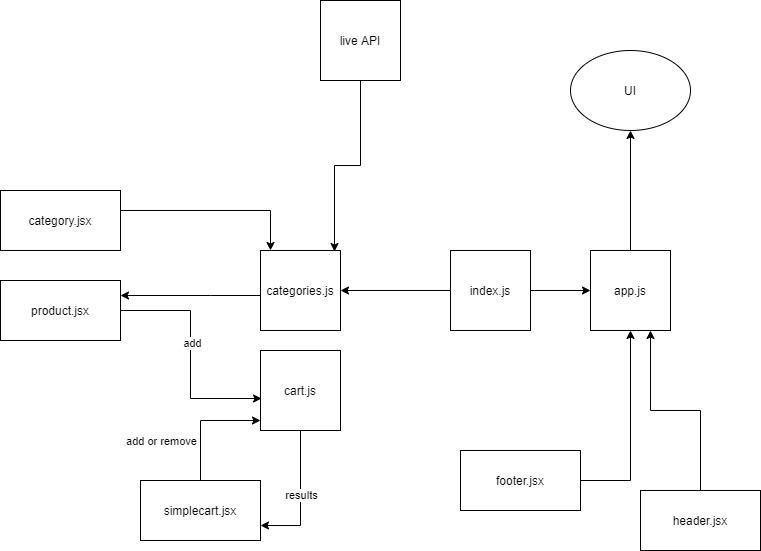 live API
UI
category.jsx
categories.js
index.js
app.js
product.jsx
add
cart.js
add or remove
results
simplecart.jsx
footer.jsx
header.jsx